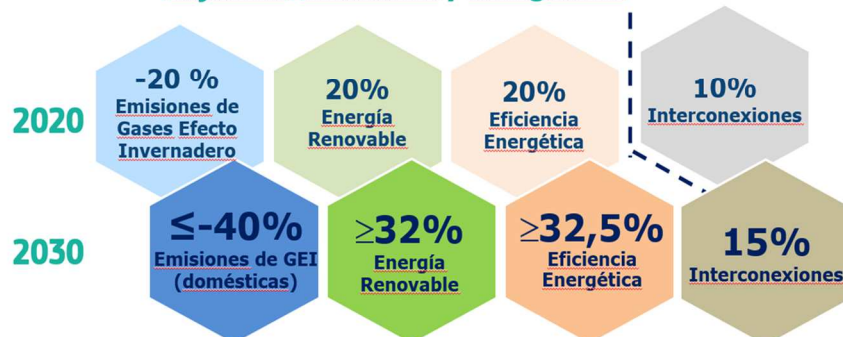 2020
-20 %
Emisiones de
Gases Efecto
Invernadero
20%
Energía
Renovable
20%
Eficiencia
Energética
10%
Interconexiones
2030
≤-40%
Emisiones de GEI
(domésticas)
≥32%
Energía
Renovable
≥32,5%
Eficiencia
Energética
15%
Interconexiones